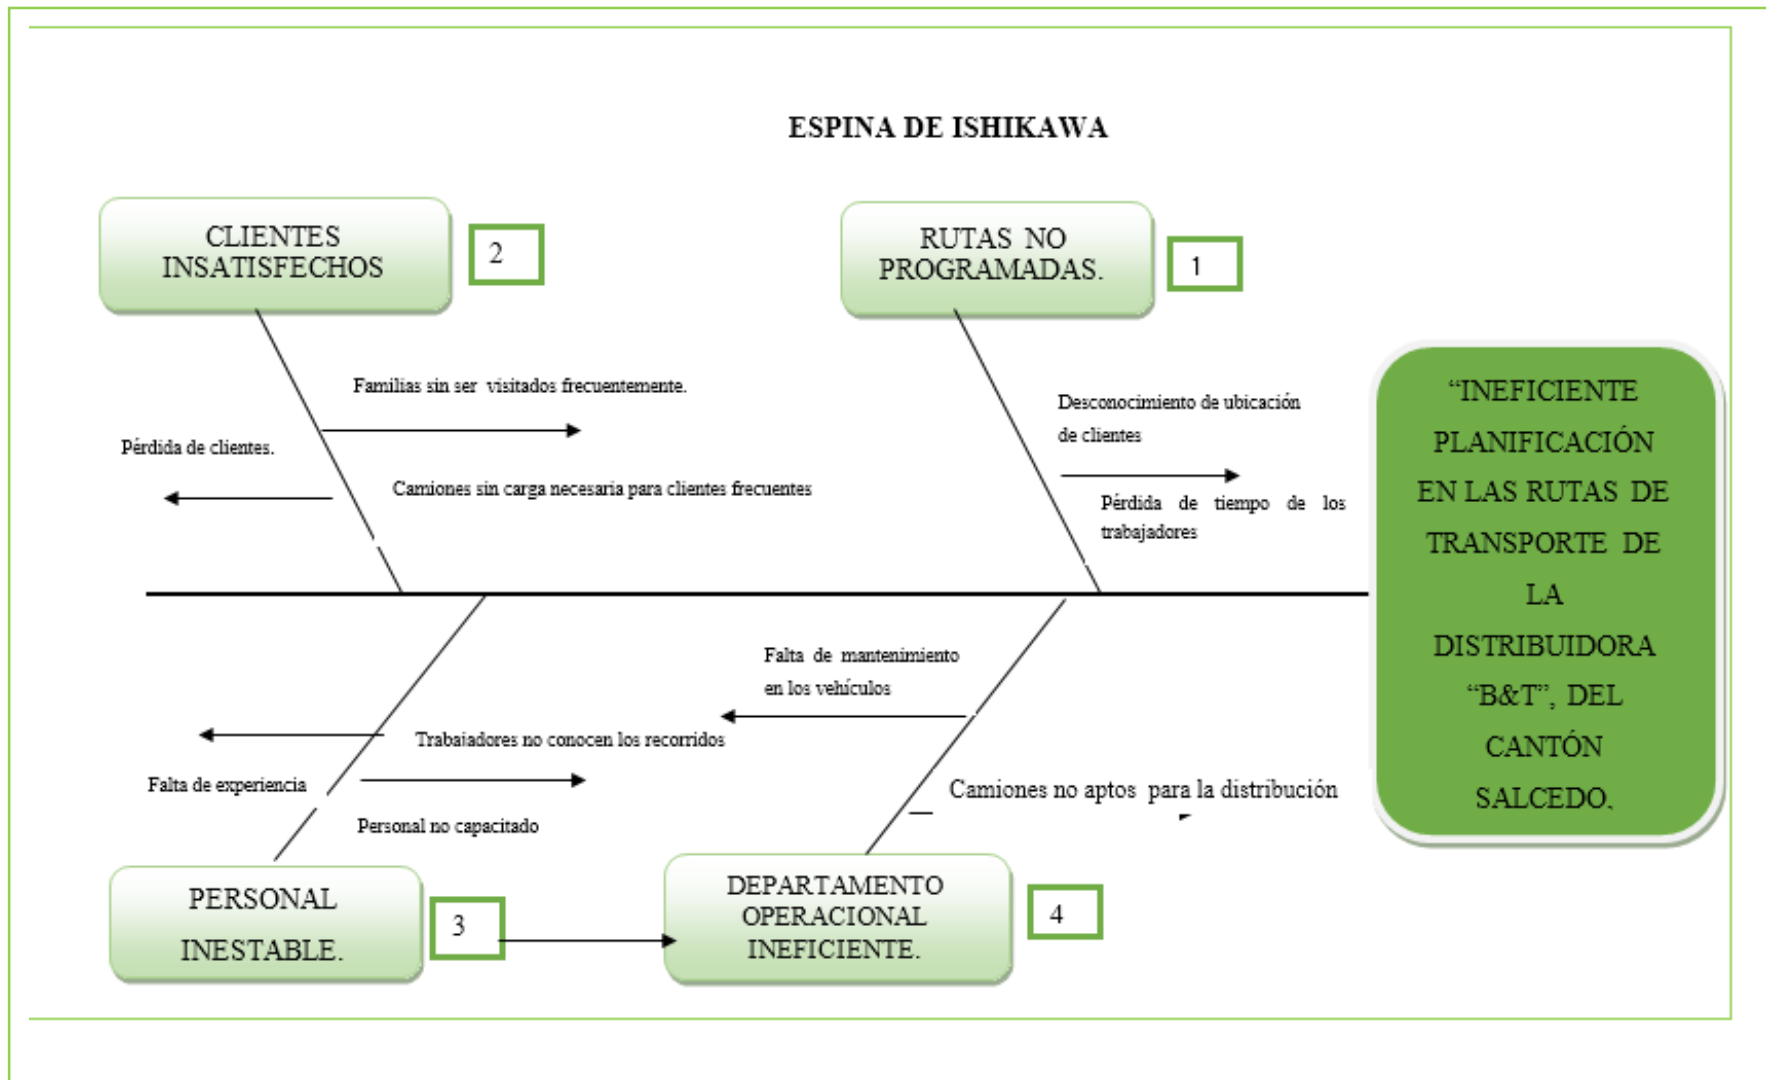 ESPINA DE ISHIKAWA
CLIENTES
INSATISFECHOS
2
RUTAS NO
PROGRAMADAS.
1
Familias sin ser visitados frecuentemente.
Pérdida de clientes.
Camiones sin carga necesaria para clientes frecuentes
Desconocimiento de ubicación
de clientes
Pérdida de tiempo de los
trabajadores
“INEFICIENTE
PLANIFICACIÓN
EN LAS RUTAS DE
TRANSPORTE DE
LA
DISTRIBUIDORA
“B&T”, DEL
CANTÓN
SALCEDO.
Falta de mantenimiento
en los vehículos
Trabajadores no conocen los recorridos
Falta de experiencia
Personal no capacitado
Camiones no aptos para la distribución
PERSONAL
INESTABLE.
3
DEPARTAMENTO
OPERACIONAL
INEFICIENTE.
4